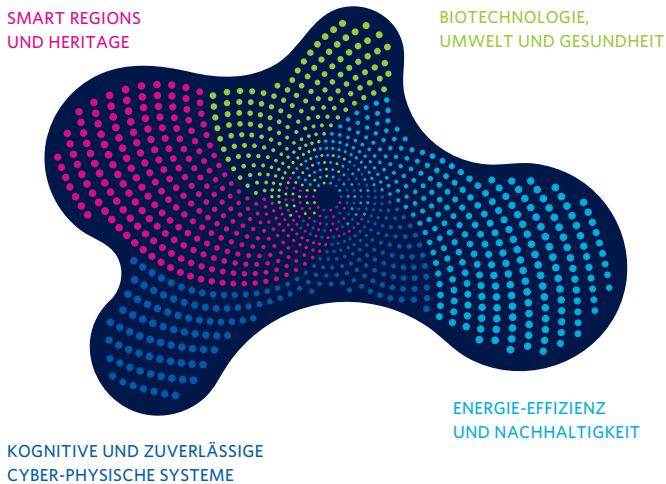 SMART REGIONS
UND HERITAGE
BIOTECHNOLOGIE,
UMWELT UND GESUNDHEIT
ENERGIE-EFFIZIENZ
UND NACHHALTIGKEIT
KOGNITIVE UND ZUVERLÄSSIGE
CYBER-PHYSISCHE SYSTEME